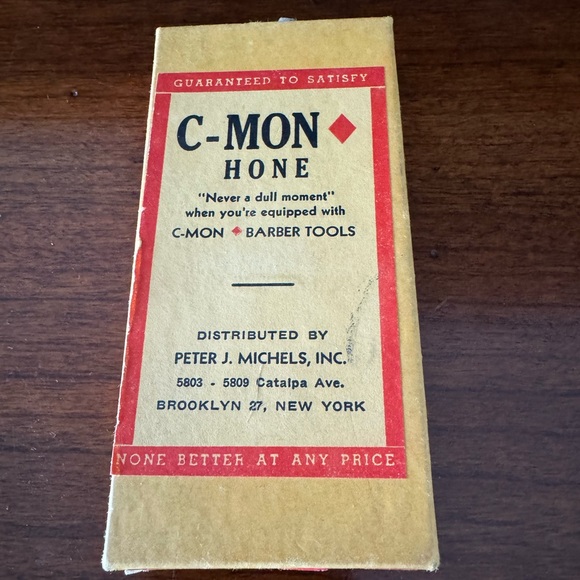 GUARANTEED TO SATISFY
C-MON
HONE
"Never a dull moment"
when you're equipped with
C-MON BARBER TOOLS
DISTRIBUTED BY
PETER J. MICHELS, INC.
5803 - 5809 Catalpa Ave.
BROOKLYN 27, NEW YORK
NONE BETTER AT ANY PRICE